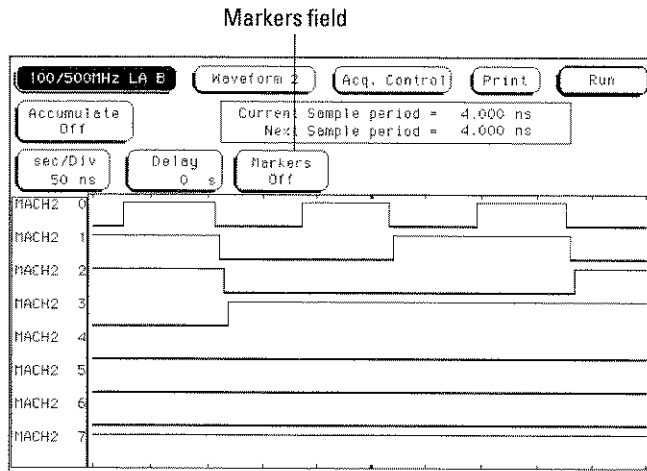 Markers field
100/500MHz LA B Waveform 2 Acq. Control Print Run
Accumulate
Off
Current Sample period = 4.000 ns
Next Sample period = 4.000 ns
sec/Div
50 ns
Delay
0 s
Markers
Off
MACH2 0
MACH2 1
MACH2 2
MACH2 3
MACH2 4
MACH2 5
MACH2 6
MACH2 7